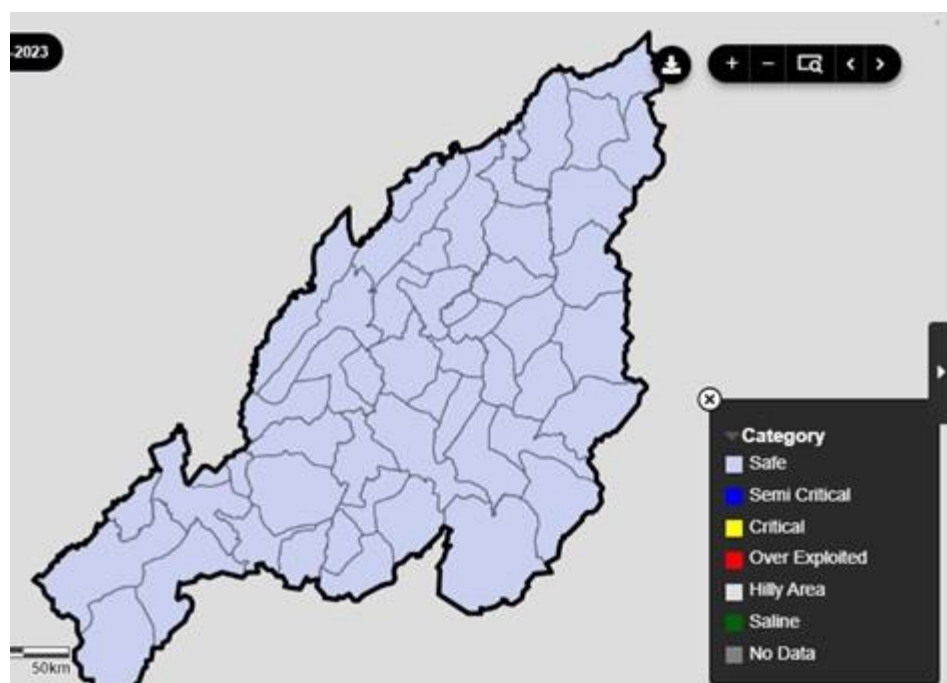 -2023
Category
Safe
Semi Critical
Critical
Over Exploited
Hilly Area
Saline
No Data
50km